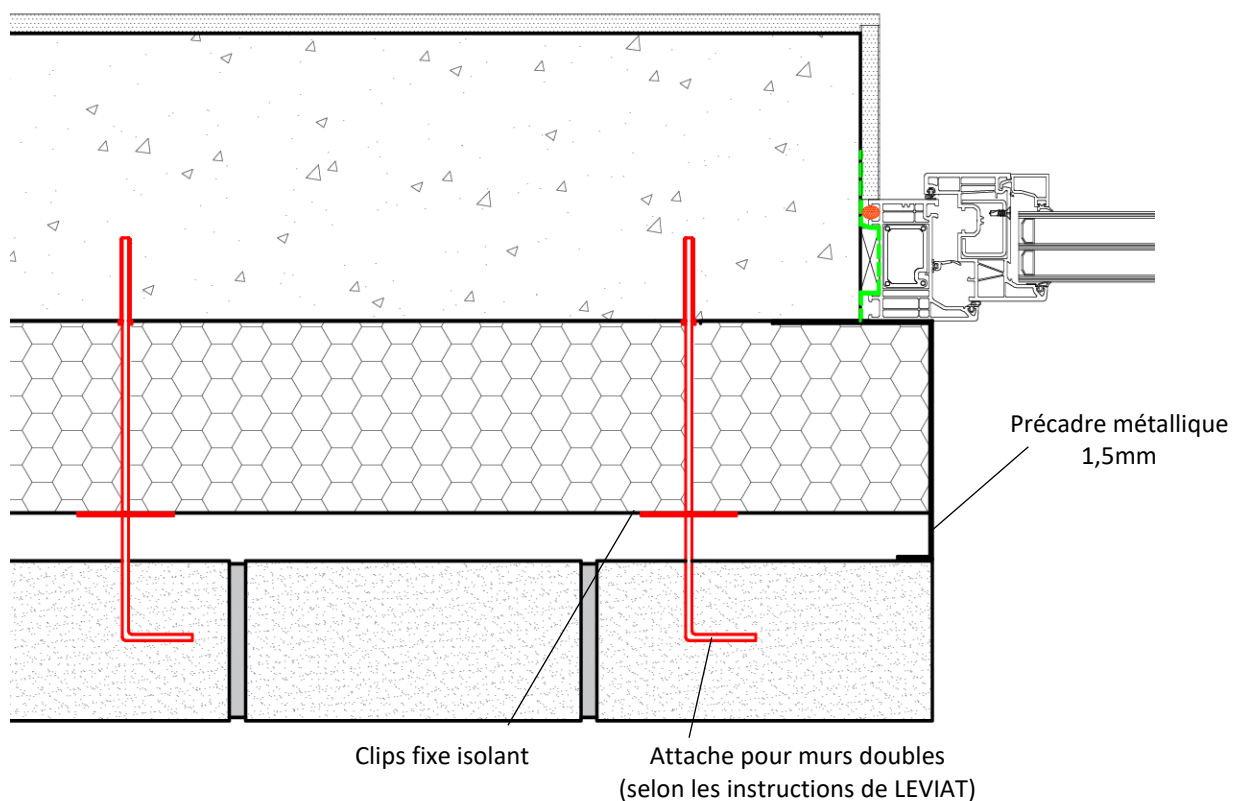 Précadre métallique
1,5mm
Clips fixe isolant
Attache pour murs doubles
(selon les instructions de LEVIAT)